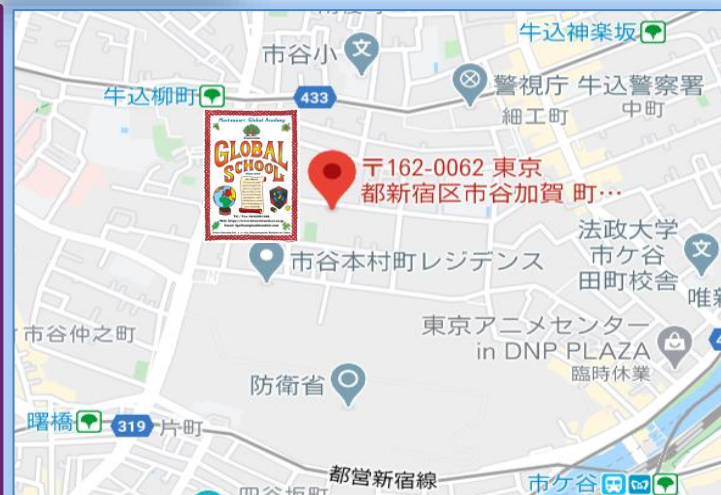 牛込神楽坂
市谷小
警視庁 牛込警察署
牛込柳町
433
細工町
中町
Montessori Global Academy
GLOBAL
SCHOOL
〒162-0062 東京
都新宿区市谷加賀 町…
法政大学
市ケ谷
田町校舎
市谷本村町レジデンス
市谷仲之町
東京アニメセンター
in DNP PLAZA
臨時休業
防衛省
曙橋
319
片町
都営新宿線
市ケ谷